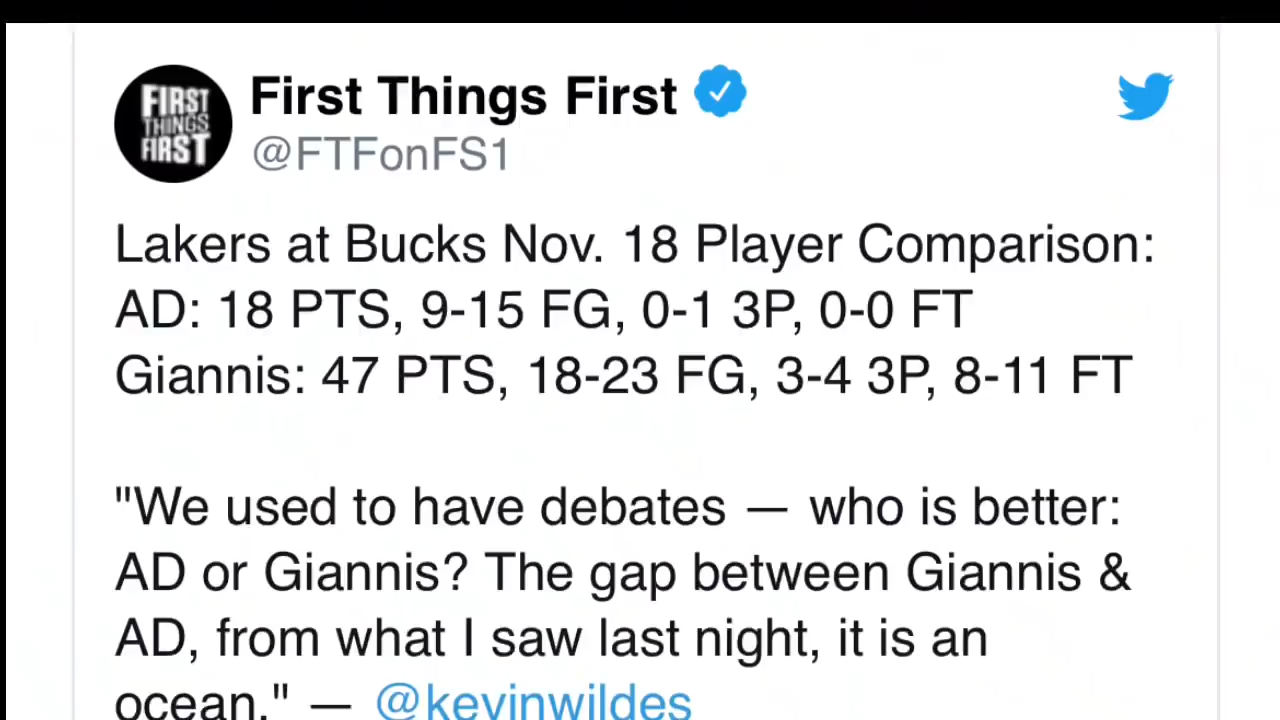 FIRST
THINGS
FIRST
First Things First
@FTFonFS1
Lakers at Bucks Nov. 18 Player Comparison:
AD: 18 PTS, 9-15 FG, 0-1 3P, 0-0 FT
Giannis: 47 PTS, 18-23 FG, 3-4 3P, 8-11 FT
"We used to have debates — who is better:
AD or Giannis? The gap between Giannis &
AD, from what I saw last night, it is an
ocean." — @kevinwildes